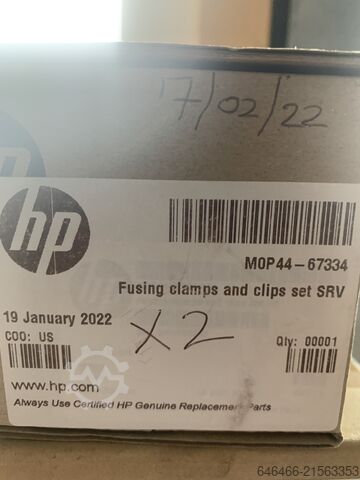 17/02/22
hp
M0P44-67334
Fusing clamps and clips set SRV
19 January 2022
X2
COO: US
Qty: 00001
www.hp.com
Always Use Certified HP Genuine Replacement Parts
646466-21563353